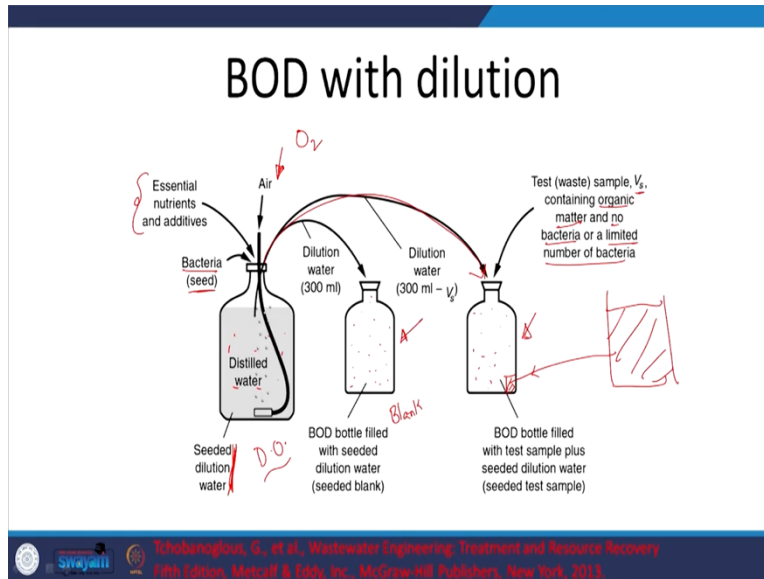 BOD with dilution
O2
Essential
nutrients
and additives
Air
Bacteria
(seed)
Dilution
water
(300 ml)
Dilution
water
(300 ml – Vs)
Test (waste) sample, Vs,
containing organic
matter and no
bacteria or a limited
number of bacteria
Distilled
water
Blank
Seeded
dilution
water
D.O.
BOD bottle filled
with seeded
dilution water
(seeded blank)
BOD bottle filled
with test sample plus
seeded dilution water
(seeded test sample)
swayam
Tchobanoglous, G., et al., Wastewater Engineering: Treatment and Resource Recovery
Fifth Edition, Metcalf & Eddy, Inc., McGraw-Hill Publishers, New York, 2013.